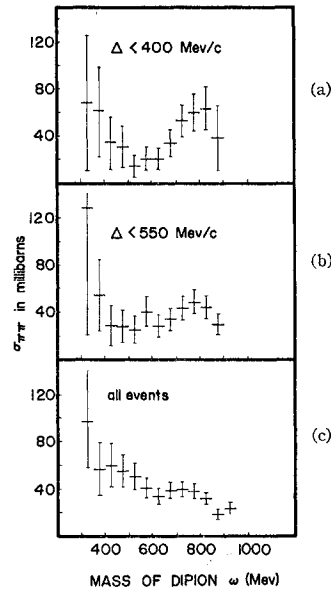 120
80
40
Δ < 400 Mev/c
(a)
120
80
40
Δ < 550 Mev/c
(b)
σππ in millibarns
120
80
40
all events
(c)
400 600 800 1000
MASS OF DIPION ω (Mev)